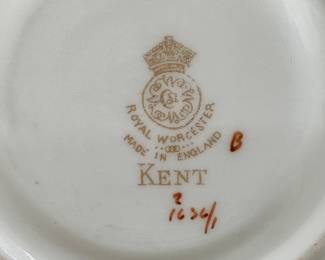 ROYAL WORCESTER
MADE IN ENGLAND
B
KENT
2
1636/1